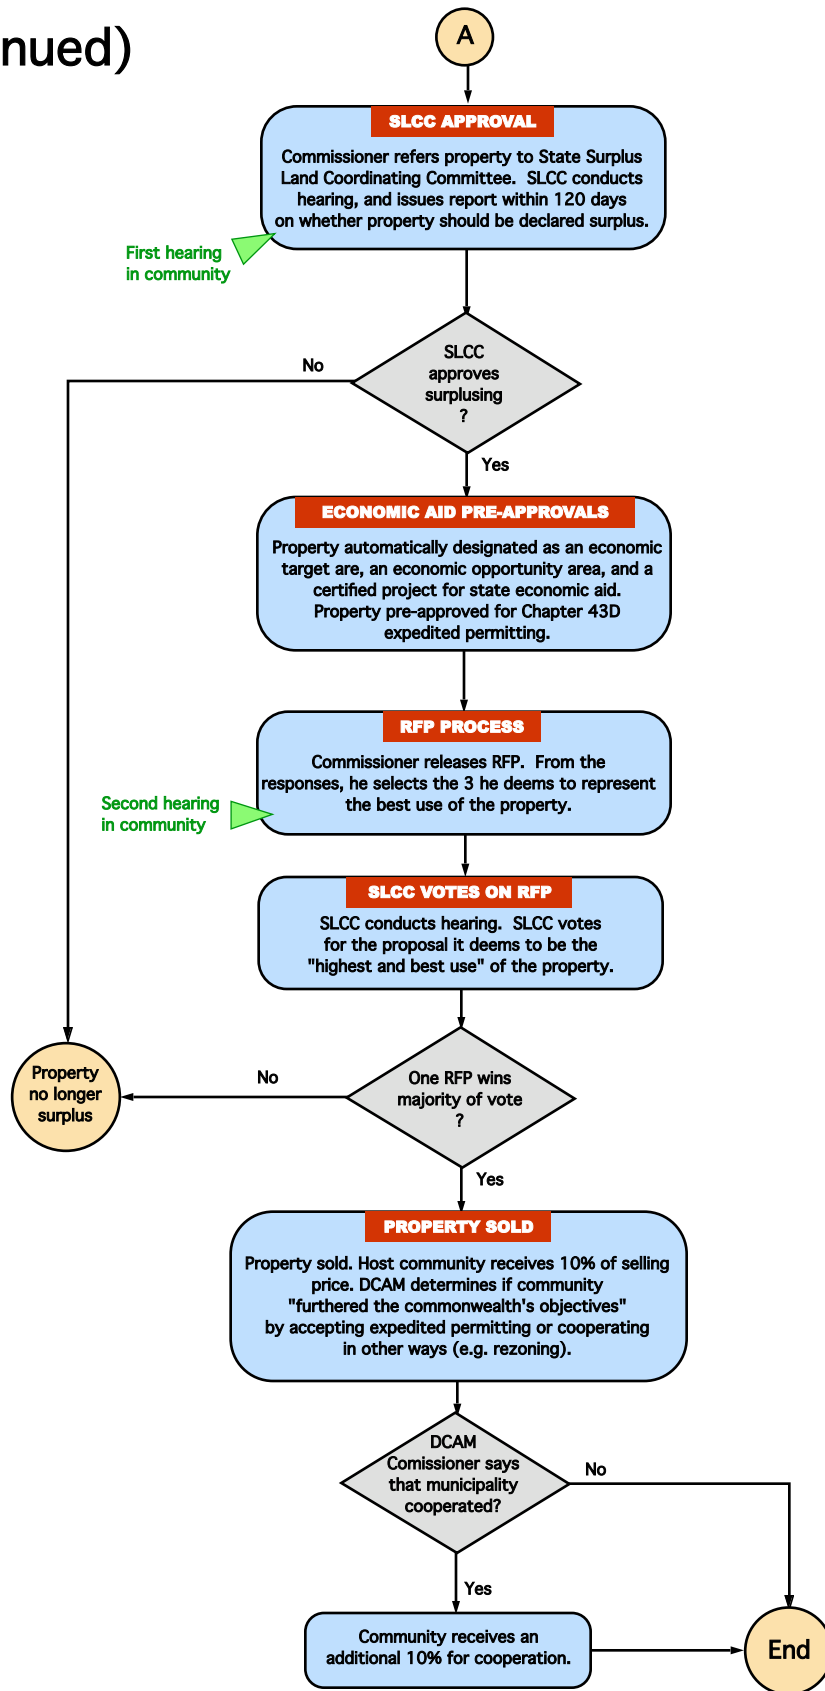 nued)
A
SLCC APPROVAL
Commissioner refers property to State Surplus
Land Coordinating Committee. SLCC conducts
hearing, and issues report within 120 days
on whether property should be declared surplus.
First hearing
in community
SLCC
approves
surplusing
?
No
Yes
ECONOMIC AID PRE-APPROVALS
Property automatically designated as an economic
target are, an economic opportunity area, and a
certified project for state economic aid.
Property pre-approved for Chapter 43D
expedited permitting.
RFP PROCESS
Commissioner releases RFP. From the
responses, he selects the 3 he deems to represent
the best use of the property.
Second hearing
in community
SLCC VOTES ON RFP
SLCC conducts hearing. SLCC votes
for the proposal it deems to be the
"highest and best use" of the property.
Property
no longer
surplus
No
One RFP wins
majority of vote
?
Yes
PROPERTY SOLD
Property sold. Host community receives 10% of selling
price. DCAM determines if community
"furthered the commonwealth's objectives"
by accepting expedited permitting or cooperating
in other ways (e.g. rezoning).
DCAM
Comissioner says
that municipality
cooperated?
No
Yes
Community receives an
additional 10% for cooperation.
End